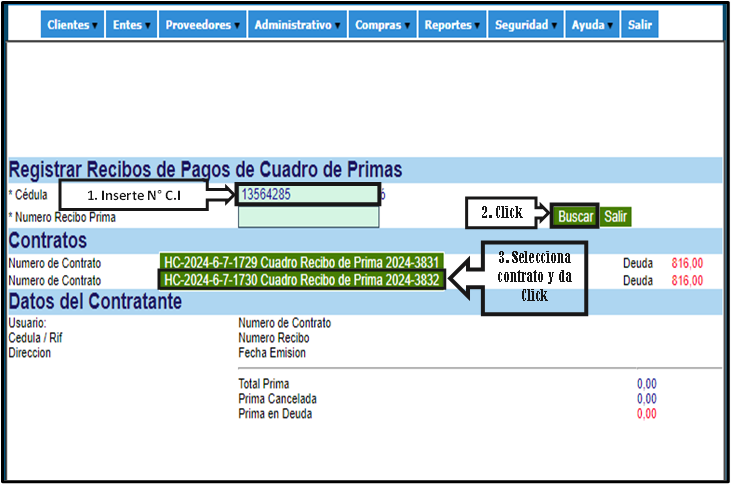 Clientes Entes Proveedores Administrativo Compras Reportes Seguridad Ayuda Salir
Registrar Recibos de Pagos de Cuadro de Primas
* Cédula 1. Inserte N° C.I 13564285 ó
* Numero Recibo Prima 2. Click Buscar Salir
Contratos
Numero de Contrato HC-2024-6-7-1729 Cuadro Recibo de Prima 2024-3831 Deuda 816,00
Numero de Contrato HC-2024-6-7-1730 Cuadro Recibo de Prima 2024-3832 Deuda 816,00
3. Selecciona
contrato y da
Click
Datos del Contratante
Usuario: Numero de Contrato
Cedula / Rif Numero Recibo
Direccion Fecha Emision
Total Prima 0,00
Prima Cancelada 0,00
Prima en Deuda 0,00